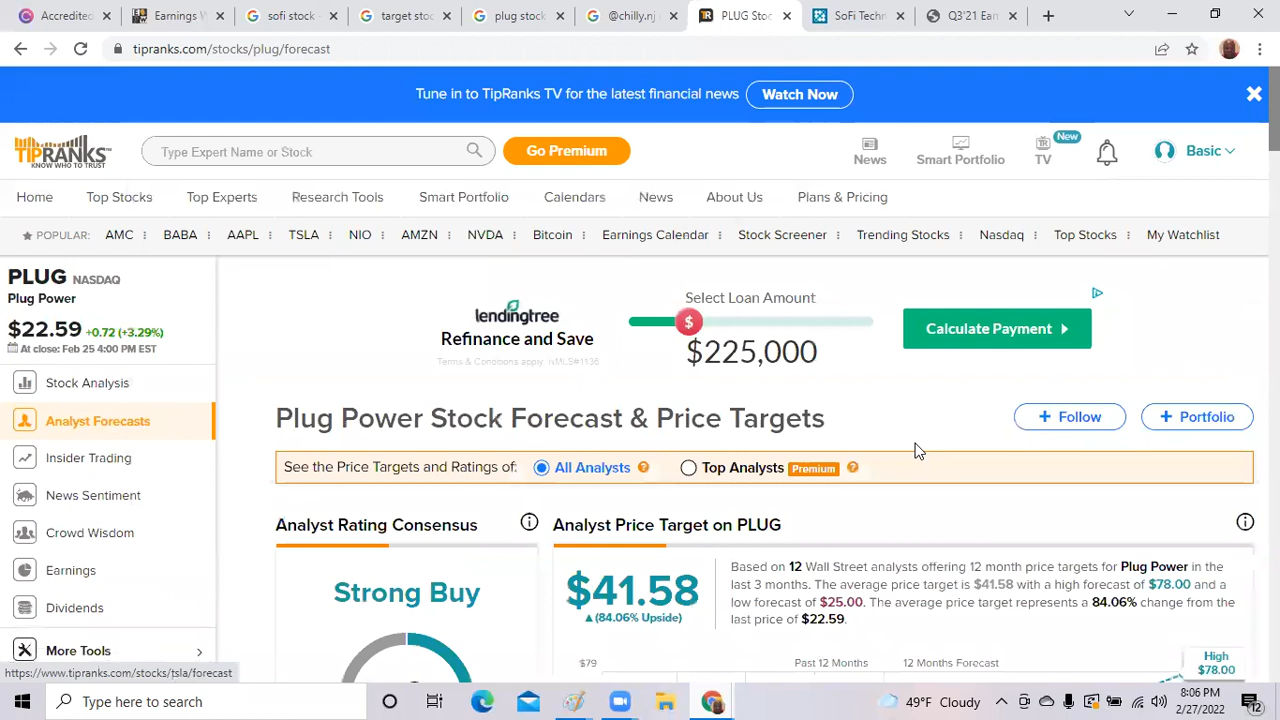 Accredited
Earnings W
sofi stock
target stoc
plug stock
@chilly.nj
PLUG Stoc
SoFi Techn
Q3'21 Ear
tipranks.com/stocks/plug/forecast
Tune in to TipRanks TV for the latest financial news Watch Now
TIPRANKS
KNOW WHO TO TRUST
Type Expert Name or Stock
Go Premium
News
Smart Portfolio
TV
New
Basic
Home Top Stocks Top Experts Research Tools Smart Portfolio Calendars News About Us Plans & Pricing
POPULAR: AMC BABA AAPL TSLA NIO AMZN NVDA Bitcoin Earnings Calendar Stock Screener Trending Stocks Nasdaq Top Stocks My Watchlist
PLUG NASDAQ
Plug Power
$22.59 +0.72 (+3.29%)
At close: Feb 25 4:00 PM EST
Stock Analysis
Analyst Forecasts
Insider Trading
News Sentiment
Crowd Wisdom
Earnings
Dividends
More Tools
https://www.tipranks.com/stocks/tsla/forecast
lendingtree
Refinance and Save
Terms & Conditions apply.
Select Loan Amount
$
$225,000
Calculate Payment
Plug Power Stock Forecast & Price Targets
+ Follow
+ Portfolio
See the Price Targets and Ratings of: All Analysts ? Top Analysts Premium ?
Analyst Rating Consensus
Strong Buy
Analyst Price Target on PLUG
$41.58
▲(84.06% Upside)
Based on 12 Wall Street analysts offering 12 month price targets for Plug Power in the
last 3 months. The average price target is $41.58 with a high forecast of $78.00 and a
low forecast of $25.00. The average price target represents a 84.06% change from the
last price of $22.59.
$79
Past 12 Months
12 Months Forecast
High
$78.00
Type here to search
49°F Cloudy
8:06 PM
2/27/2022
12